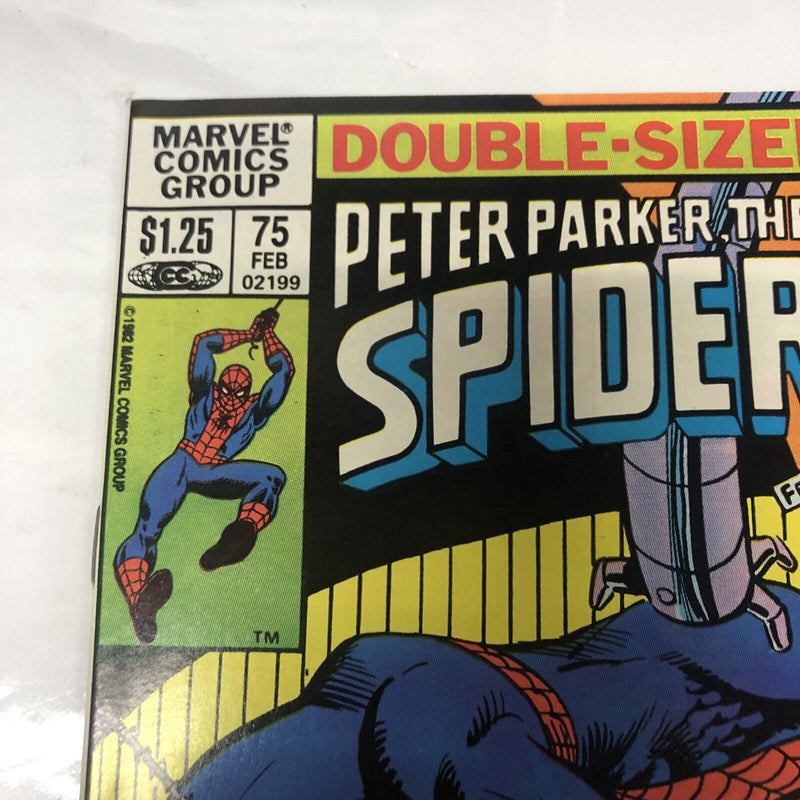 MARVEL®
COMICS
GROUP
DOUBLE-SIZE
$1.25
75
FEB
02199
CC
PETER PARKER, THE
SPIDER
©1982 MARVEL COMICS GROUP
TM